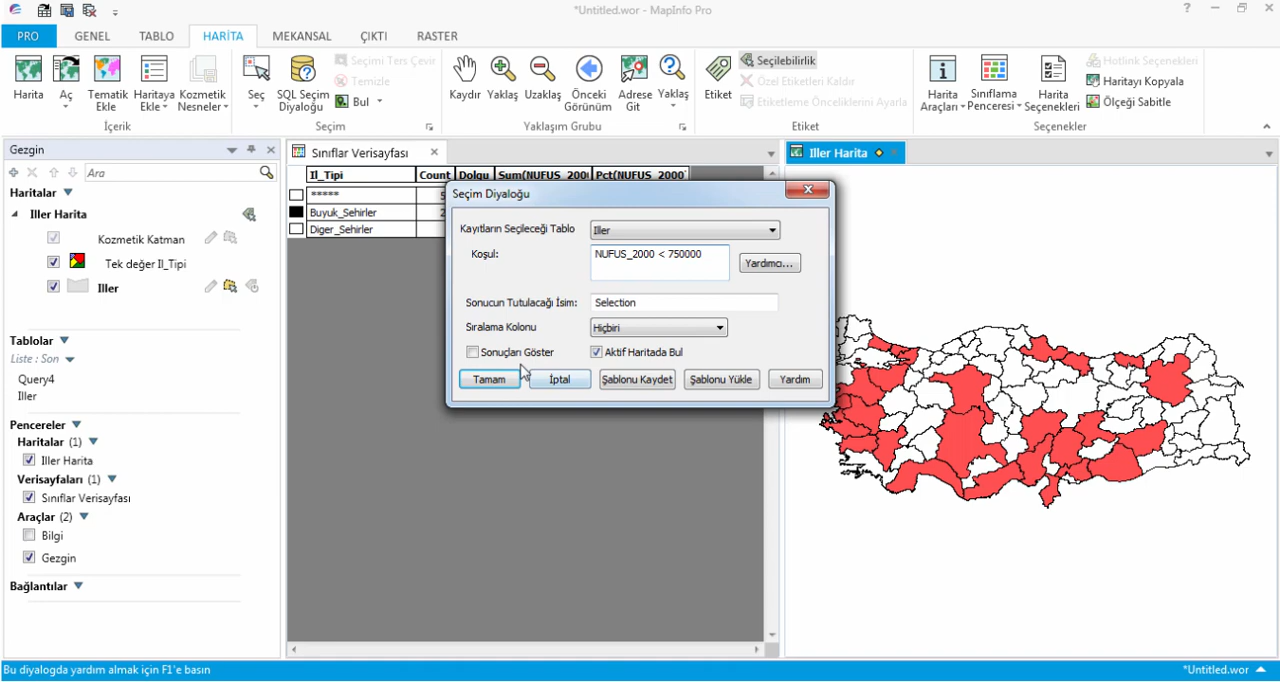 *Untitled.wor - MapInfo Pro
PRO GENEL TABLO HARİTA MEKANSAL ÇIKTI RASTER
Harita
Aç
Tematik Ekle
Haritaya Ekle
Kozmetik Nesneler
İçerik
Seç
SQL Seçim Diyaloğu
Seçimi Ters Çevir
Temizle
Bul
Seçim
Kaydır
Yaklaş
Uzaklaş
Önceki Görünüm
Adrese Git
Yaklaş
Yaklaşım Grubu
Etiket
Seçilebilirlik
Özel Etiketleri Kaldır
Etiketleme Önceliklerini Ayarla
Etiket
Harita Araçları
Sınıflama Penceresi
Harita Seçenekleri
Hotlink Seçenekleri
Haritayı Kopyala
Ölçeği Sabitle
Seçenekler
Gezgin
Ara
Haritalar
Iller Harita
Kozmetik Katman
Tek değer Il_Tipi
Iller
Tablolar
Liste : Son
Query4
Iller
Pencereler
Haritalar (1)
Iller Harita
Verisayfaları (1)
Sınıflar Verisayfası
Araçlar (2)
Bilgi
Gezgin
Bağlantılar
Sınıflar Verisayfası
Il_Tipi Count Dolgu Sum(NUFUS_200( Pct(NUFUS_2000)
***** 5
Buyuk_Sehirler 2
Diger_Sehirler
Seçim Diyaloğu
Kayıtların Seçileceği Tablo Iller
Koşul: NUFUS_2000 < 750000
Yardımcı...
Sonucun Tutulacağı İsim: Selection
Sıralama Kolonu Hiçbiri
Sonuçları Göster Aktif Haritada Bul
Tamam İptal Şablonu Kaydet Şablonu Yükle Yardım
Iller Harita
Bu diyalogda yardım almak için F1'e basın
*Untitled.wor